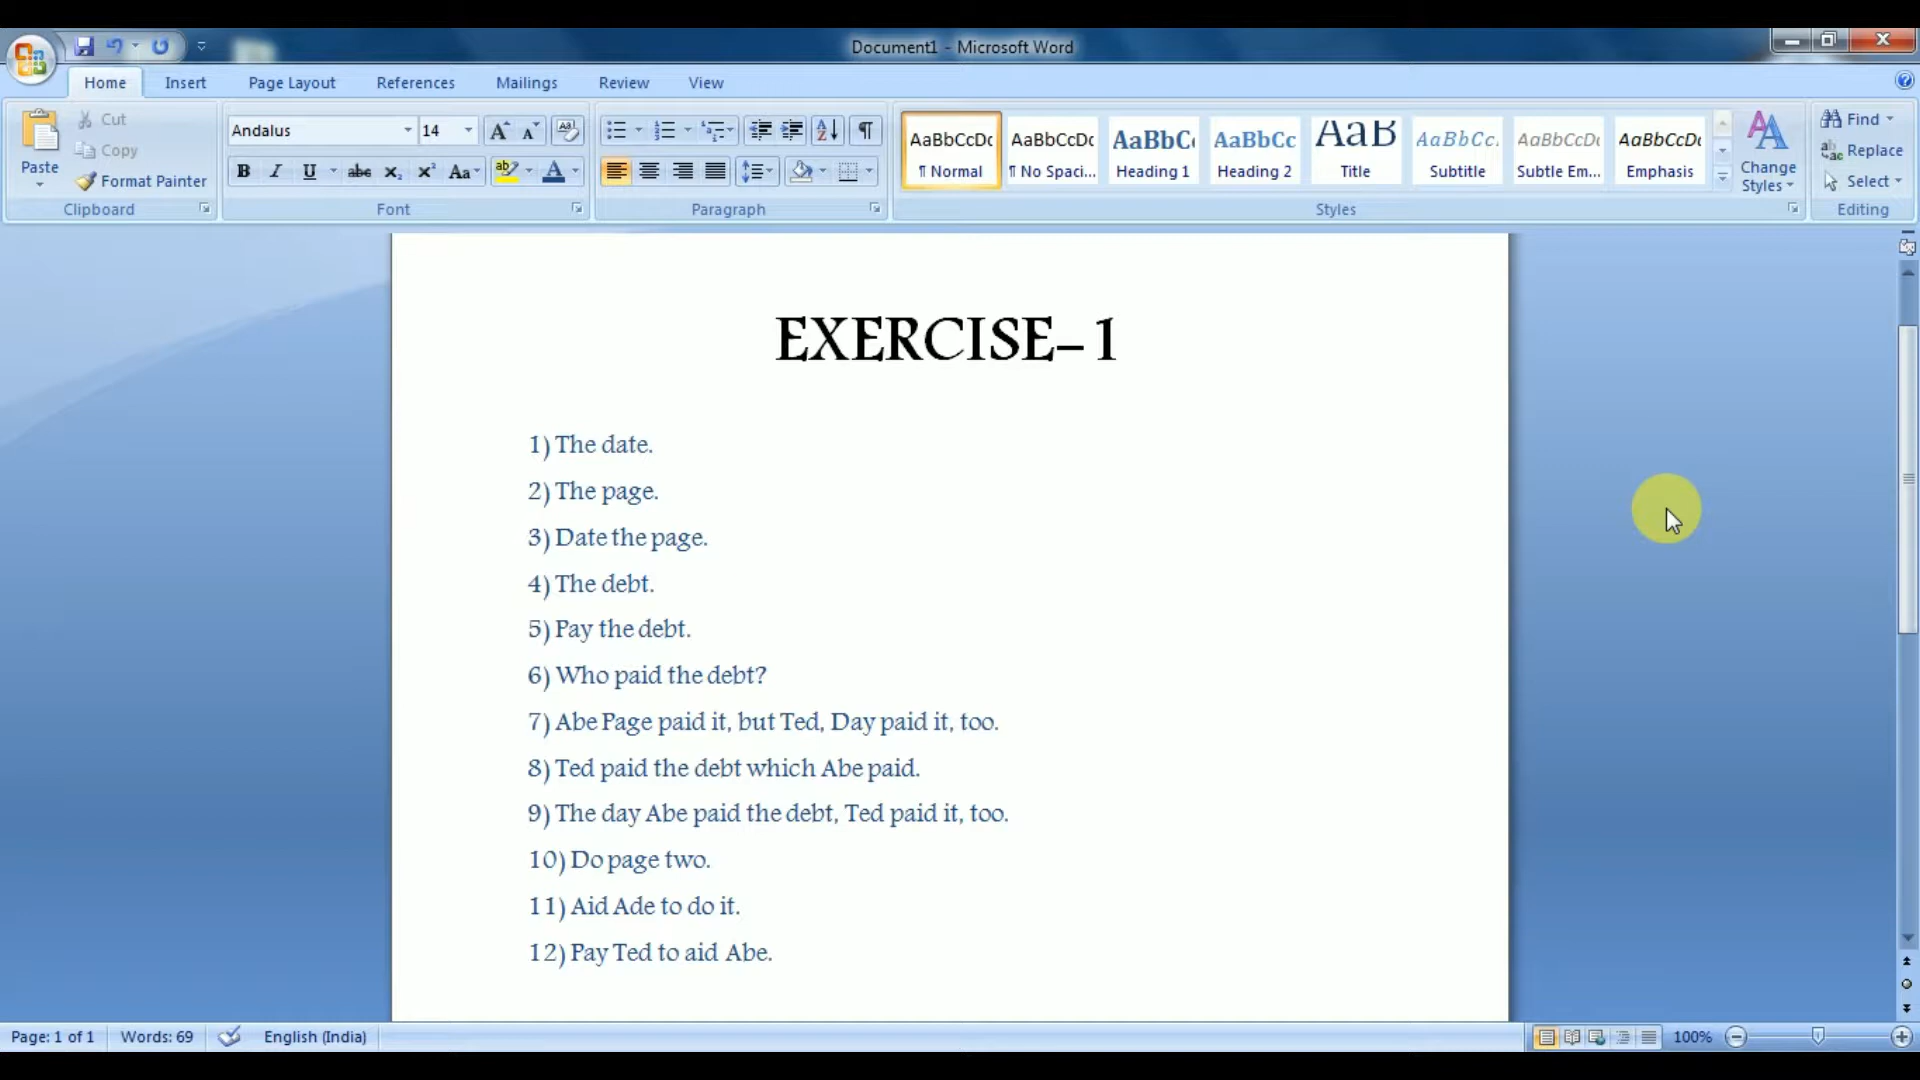 Document1 - Microsoft Word
Home Insert Page Layout References Mailings Review View
Paste
Cut
Copy
Format Painter
Clipboard
Andalus 14
B I U abc X₂ X² Aa A
Font
Paragraph
AaBbCcDc AaBbCcDc AaBbC AaBbCc AaB AaBbCc. AaBbCcDc AaBbCcDc
¶ Normal ¶ No Spaci... Heading 1 Heading 2 Title Subtitle Subtle Em... Emphasis
Change Styles
Styles
Find
Replace
Select
Editing
EXERCISE-1
1) The date.
2) The page.
3) Date the page.
4) The debt.
5) Pay the debt.
6) Who paid the debt?
7) Abe Page paid it, but Ted, Day paid it, too.
8) Ted paid the debt which Abe paid.
9) The day Abe paid the debt, Ted paid it, too.
10) Do page two.
11) Aid Ade to do it.
12) Pay Ted to aid Abe.
Page: 1 of 1 Words: 69 English (India) 100%